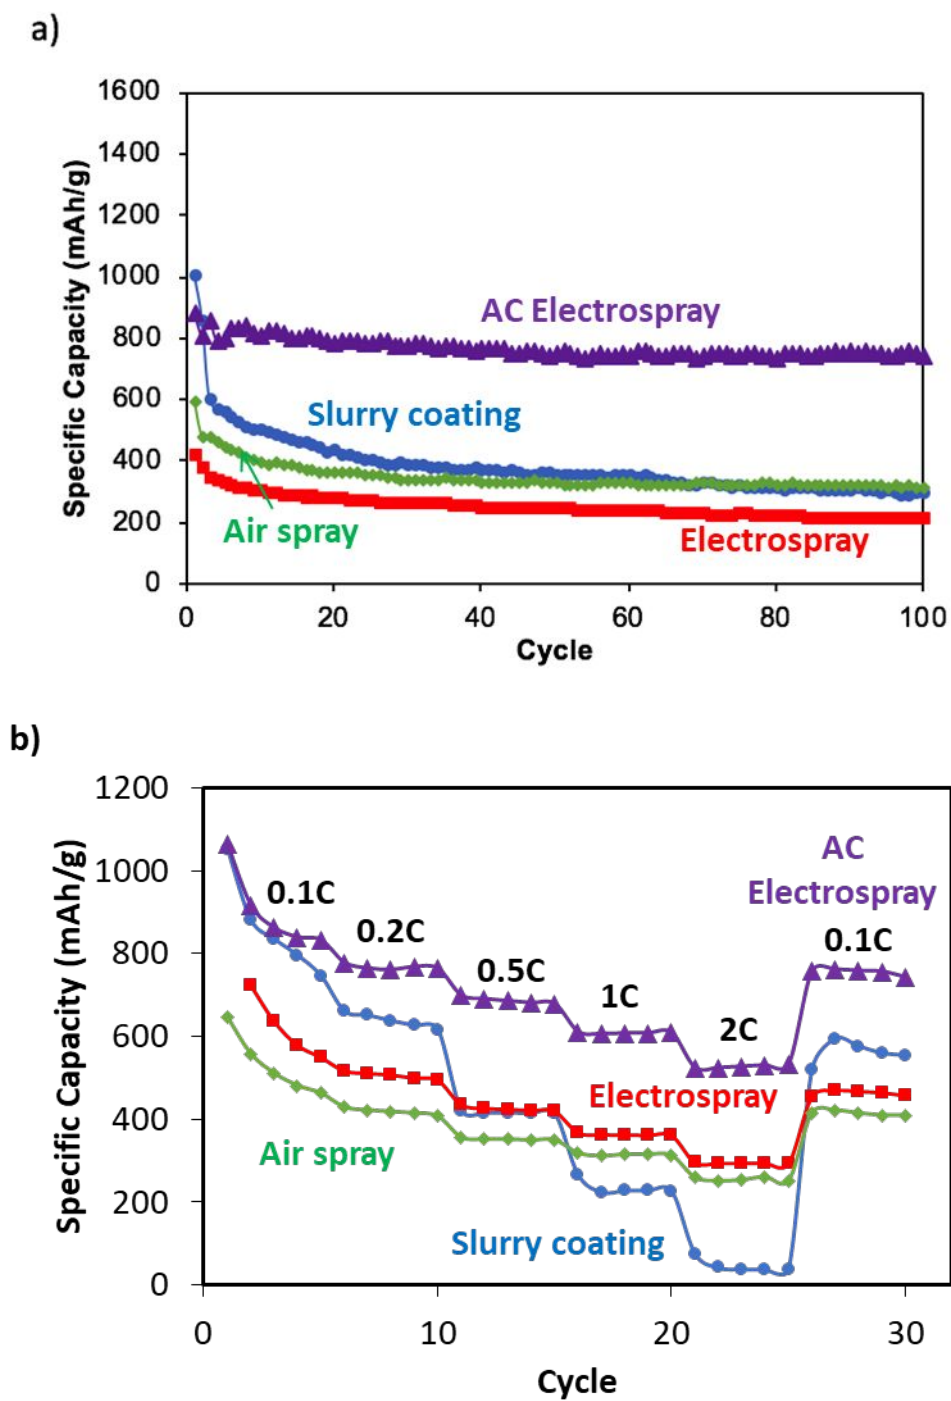 a)
1600
1400
1200
1000
800
600
400
200
0
Specific Capacity (mAh/g)
AC Electrospray
Slurry coating
Air spray
Electrospray
0 20 40 60 80 100
Cycle
b)
1200
1000
800
600
400
200
0
Specific Capacity (mAh/g)
AC
Electrospray
0.1C
0.2C
0.5C
1C
2C
0.1C
Electrospray
Air spray
Slurry coating
0 10 20 30
Cycle